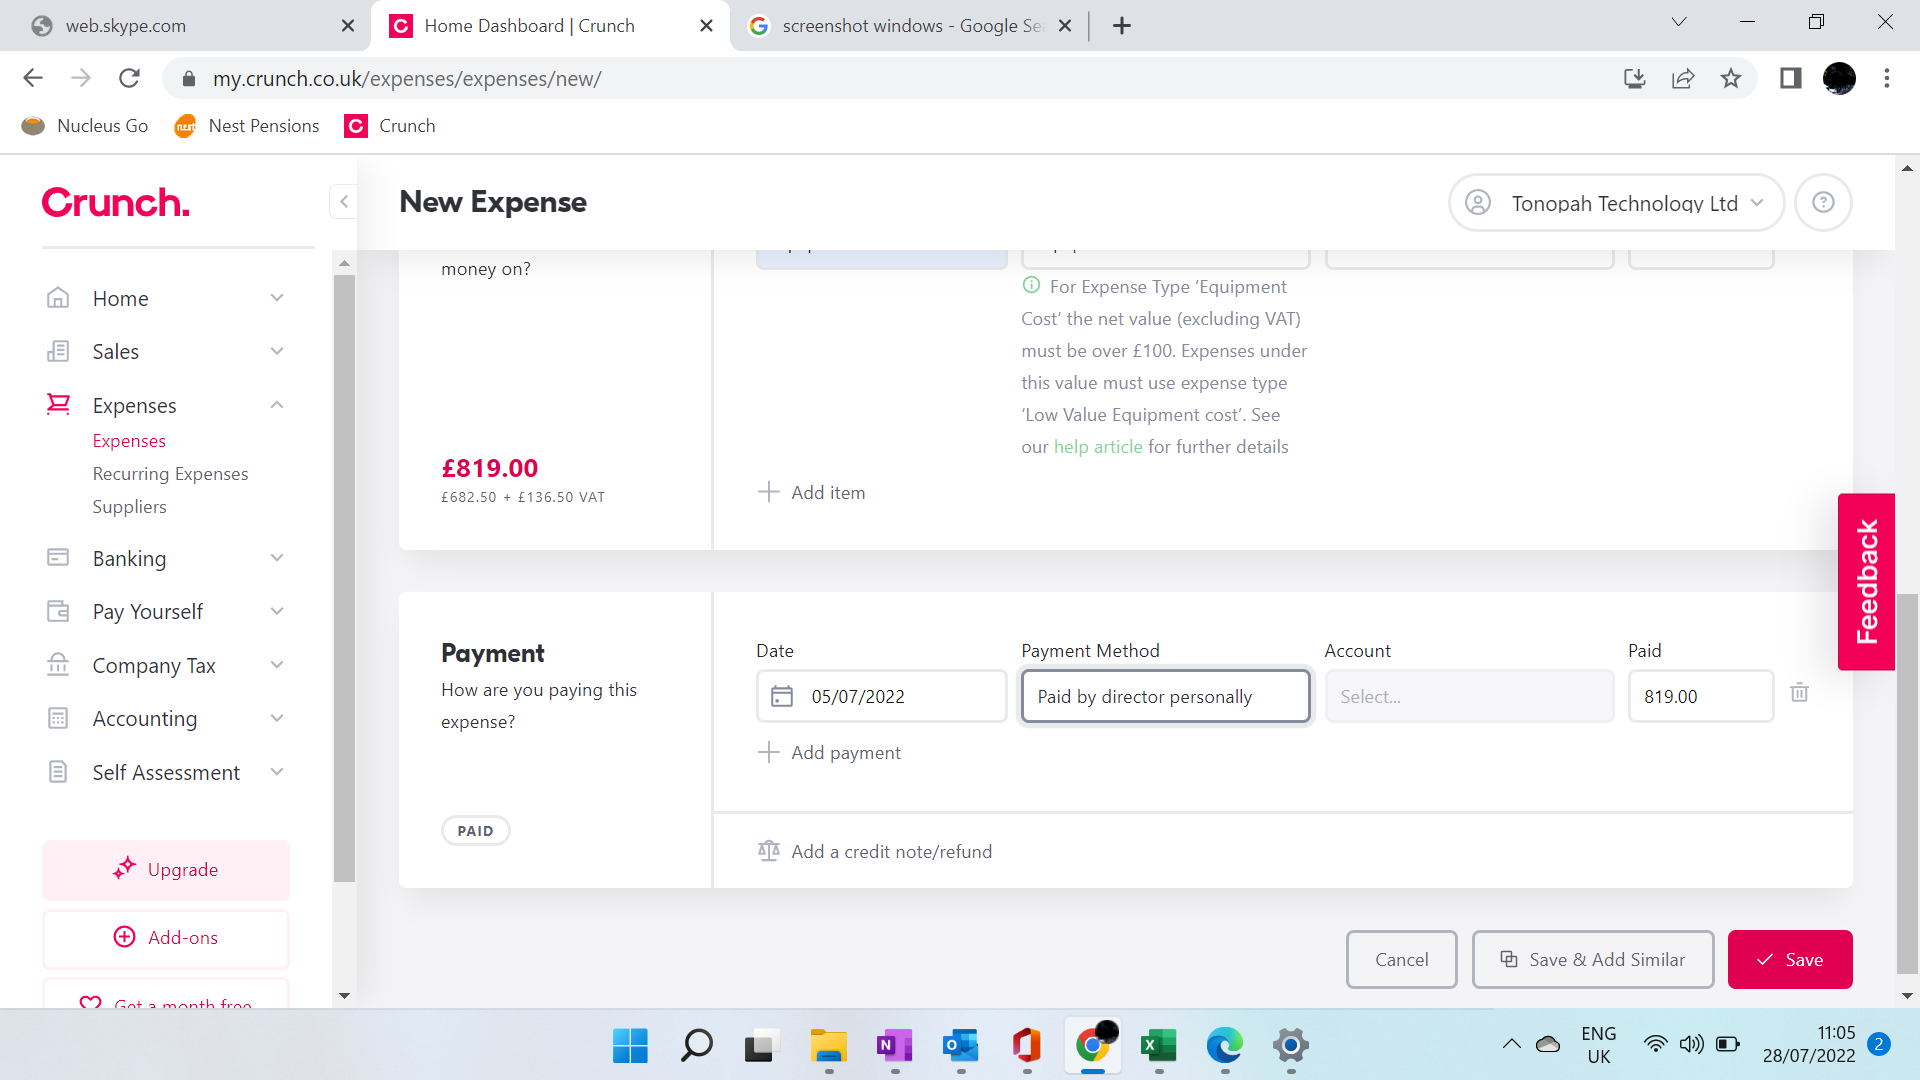 web.skype.com
Home Dashboard | Crunch
screenshot windows - Google Se
my.crunch.co.uk/expenses/expenses/new/
Nucleus Go
Nest Pensions
Crunch
Crunch.
New Expense
Tonopah Technology Ltd
Home
Sales
Expenses
Expenses
Recurring Expenses
Suppliers
Banking
Pay Yourself
Company Tax
Accounting
Self Assessment
Upgrade
Add-ons
Get a month free
money on?
£819.00
£682.50 + £136.50 VAT
For Expense Type ‘Equipment
Cost’ the net value (excluding VAT)
must be over £100. Expenses under
this value must use expense type
‘Low Value Equipment cost’. See
our help article for further details
Add item
Feedback
Payment
How are you paying this
expense?
PAID
Date
Payment Method
Account
Paid
05/07/2022
Paid by director personally
Select...
819.00
Add payment
Add a credit note/refund
Cancel
Save & Add Similar
Save
ENG
UK
11:05
28/07/2022
2